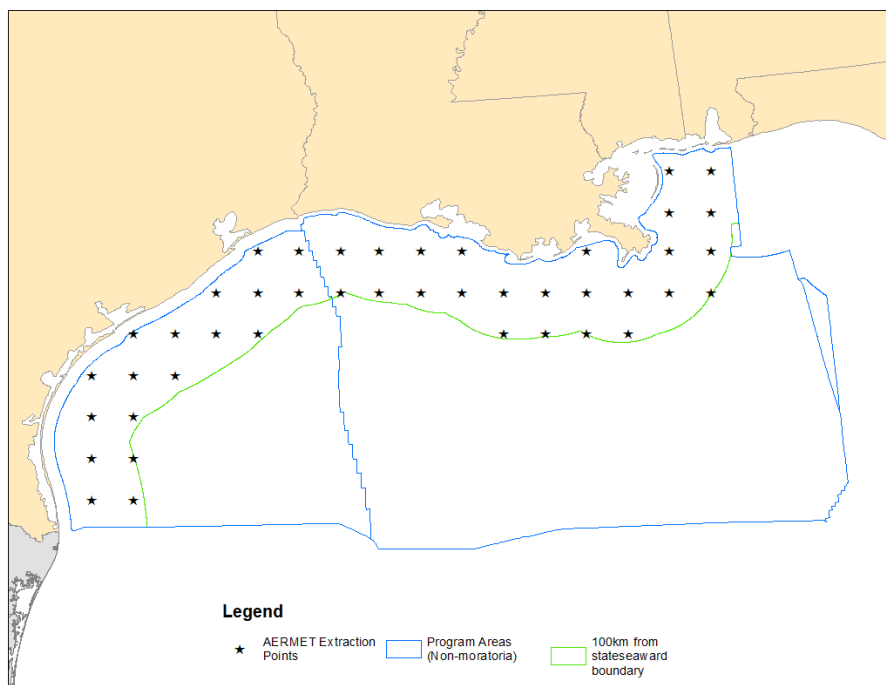 Legend
AERMET Extraction
Points
Program Areas
(Non-moratoria)
100km from
stateseaward
boundary